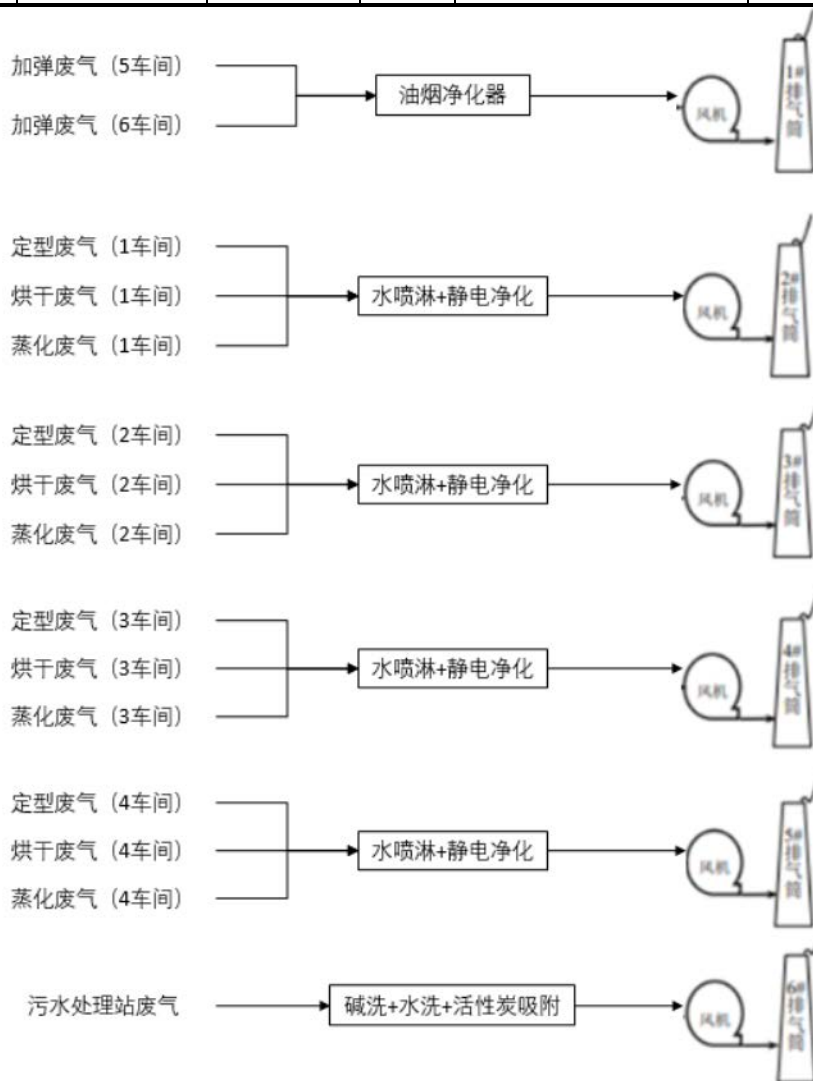 加弹废气（5车间）
加弹废气（6车间）
油烟净化器
风机
1#排气筒
定型废气（1车间）
烘干废气（1车间）
蒸化废气（1车间）
水喷淋+静电净化
风机
2#排气筒
定型废气（2车间）
烘干废气（2车间）
蒸化废气（2车间）
水喷淋+静电净化
风机
3#排气筒
定型废气（3车间）
烘干废气（3车间）
蒸化废气（3车间）
水喷淋+静电净化
风机
4#排气筒
定型废气（4车间）
烘干废气（4车间）
蒸化废气（4车间）
水喷淋+静电净化
风机
5#排气筒
污水处理站废气
碱洗+水洗+活性炭吸附
风机
6#排气筒